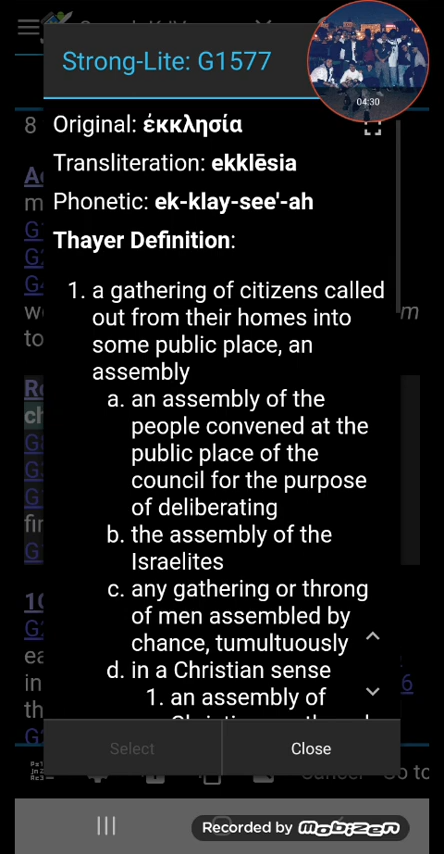 Strong-Lite: G1577
04:30
8
Original: ἐκκλησία
Transliteration: ekklēsia
Phonetic: ek-klay-see'-ah
Thayer Definition:
1. a gathering of citizens called
out from their homes into
some public place, an
assembly
a. an assembly of the
people convened at the
public place of the
council for the purpose
of deliberating
b. the assembly of the
Israelites
c. any gathering or throng
of men assembled by
chance, tumultuously
d. in a Christian sense
1. an assembly of
Select
Close
Recorded by Mobizen